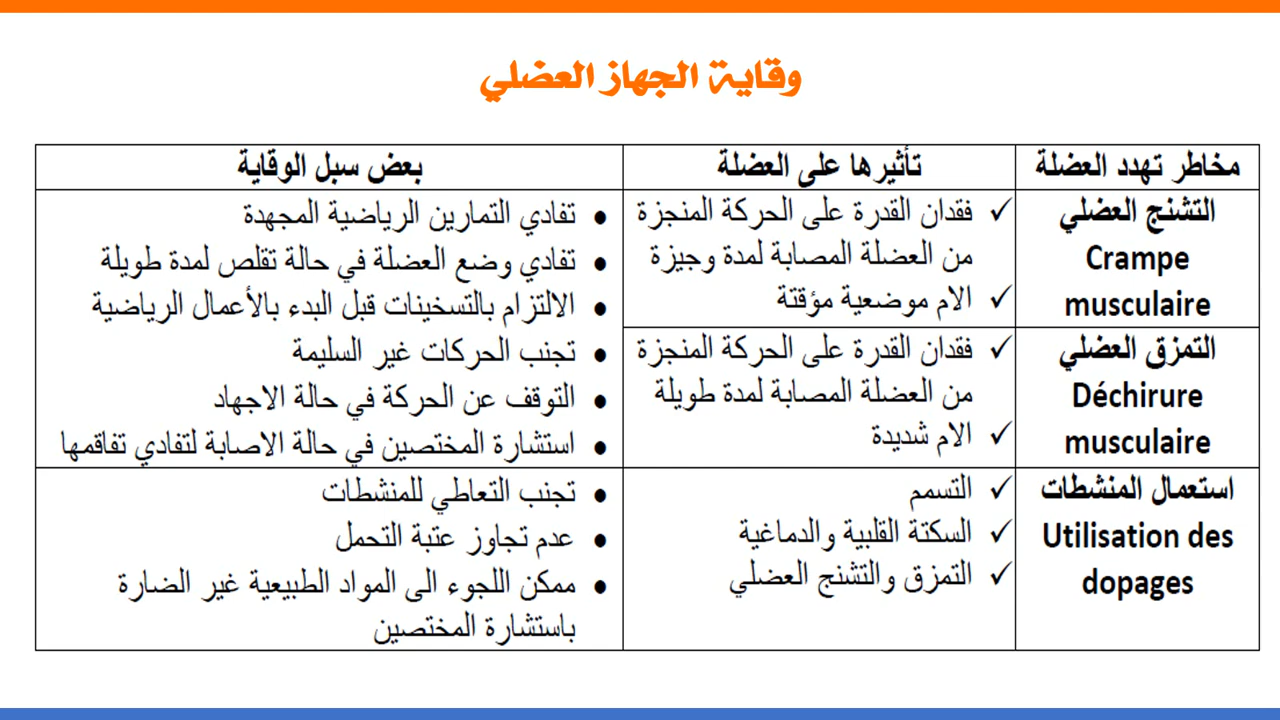 وقاية الجهاز العضلي
مخاطر تهدد العضلة
تأثيرها على العضلة
بعض سبل الوقاية
التشنج العضلي
Crampe
musculaire
✓ فقدان القدرة على الحركة المنجزة
من العضلة المصابة لمدة وجيزة
✓ الام موضعية مؤقتة
• تفادي التمارين الرياضية المجهدة
• تفادي وضع العضلة في حالة تقلص لمدة طويلة
• الالتزام بالتسخينات قبل البدء بالأعمال الرياضية
• تجنب الحركات غير السليمة
• التوقف عن الحركة في حالة الاجهاد
• استشارة المختصين في حالة الاصابة لتفادي تفاقمها
التمزق العضلي
Déchirure
musculaire
✓ فقدان القدرة على الحركة المنجزة
من العضلة المصابة لمدة طويلة
✓ الام شديدة
استعمال المنشطات
Utilisation des
dopages
✓ التسمم
✓ السكتة القلبية والدماغية
✓ التمزق والتشنج العضلي
• تجنب التعاطي للمنشطات
• عدم تجاوز عتبة التحمل
• ممكن اللجوء الى المواد الطبيعية غير الضارة
باستشارة المختصين